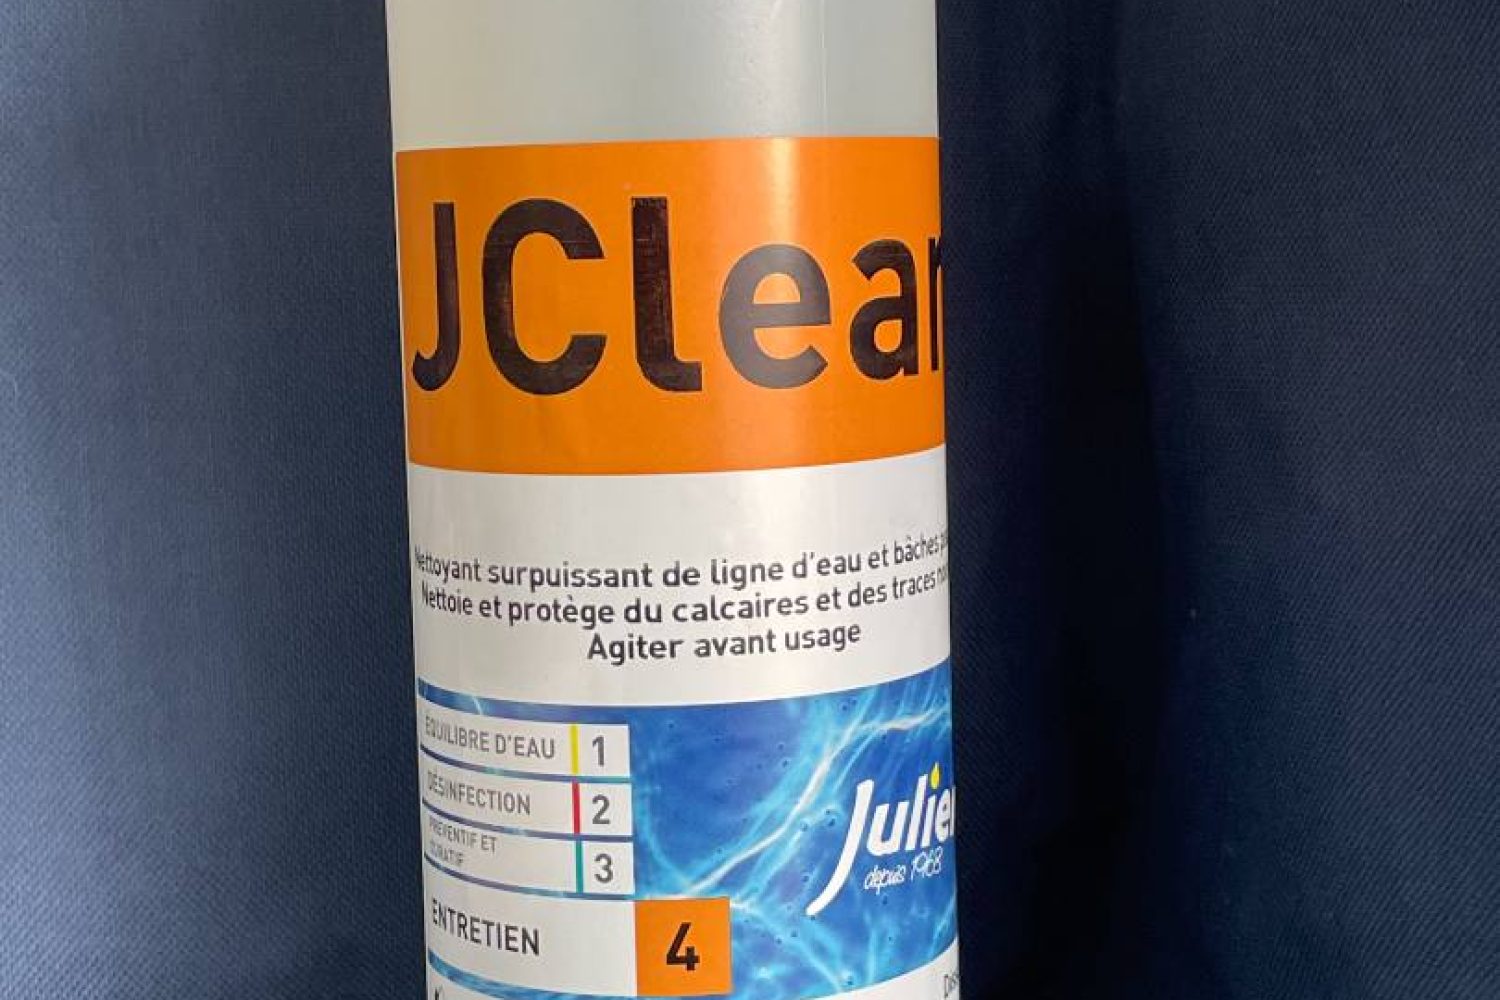 JClean
Nettoyant surpuissant de ligne d'eau et bâches
Nettoie et protège du calcaires et des traces
Agiter avant usage
ÉQUILIBRE D'EAU 1
DÉSINFECTION 2
PRÉVENTIF ET
CURATIF 3
ENTRETIEN 4
Julien
depuis 1968